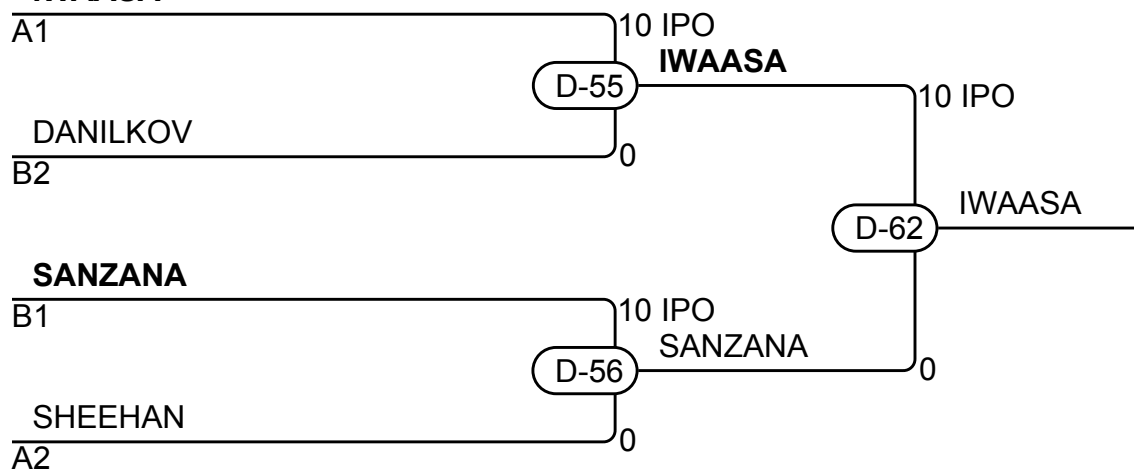 A1
10 IPO
IWAASA
D-55
10 IPO
DANILKOV
0
B2
IWAASA
D-62
SANZANA
B1
10 IPO
SANZANA
D-56
0
SHEEHAN
0
A2